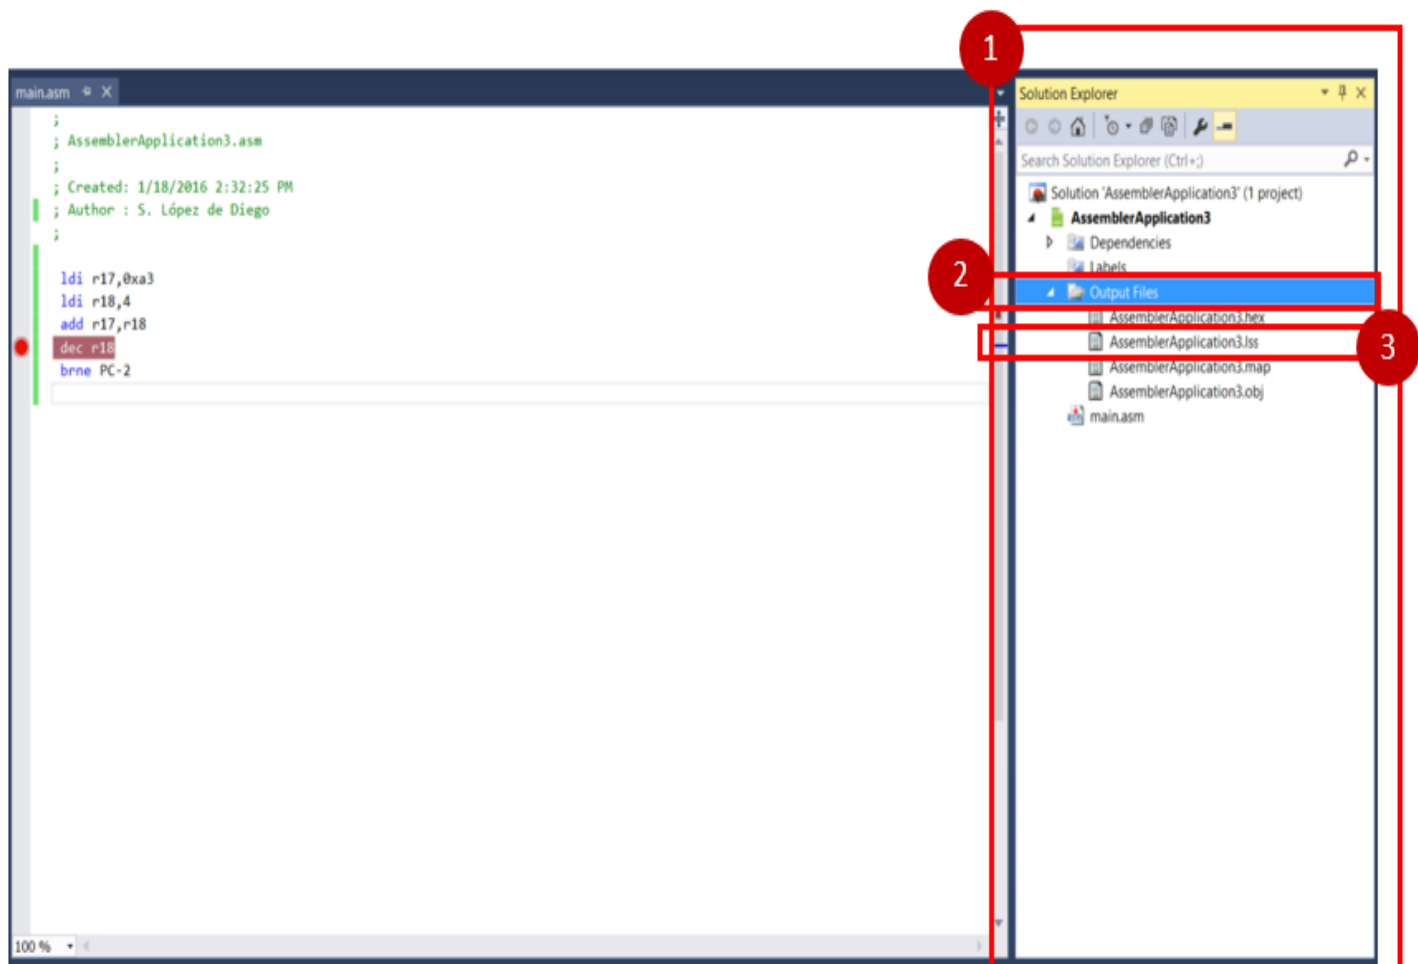 1
main.asm
Solution Explorer
;
; AssemblerApplication3.asm
;
; Created: 1/18/2016 2:32:25 PM
; Author : S. López de Diego
;
ldi r17,0xa3
ldi r18,4
add r17,r18
dec r18
brne PC-2
100 %
Search Solution Explorer (Ctrl+;)
Solution 'AssemblerApplication3' (1 project)
AssemblerApplication3
Dependencies
Labels
2
Output Files
AssemblerApplication3.hex
AssemblerApplication3.lss
3
AssemblerApplication3.map
AssemblerApplication3.obj
main.asm